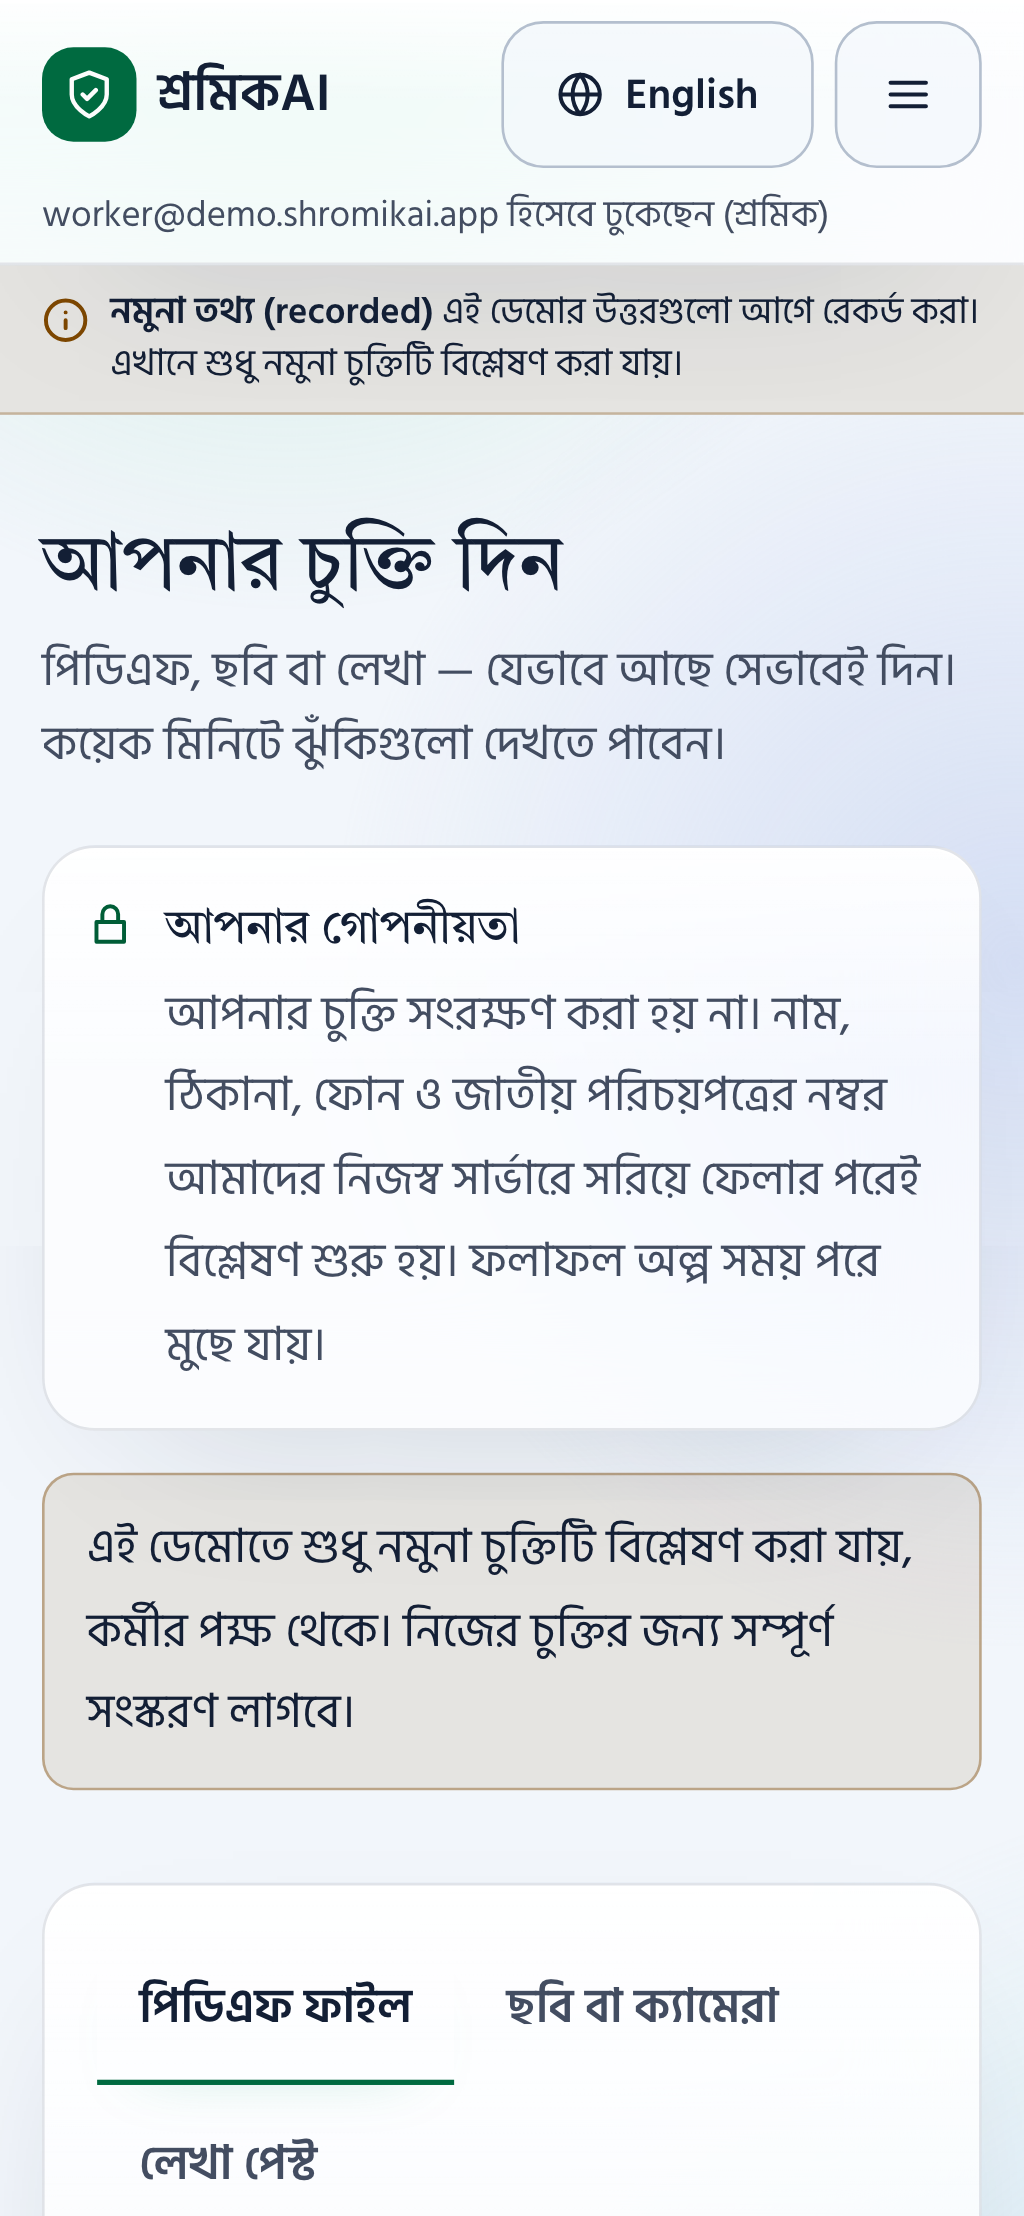 শ্রমিকAI
English
worker@demo.shromikai.app হিসেবে ঢুকেছেন (শ্রমিক)
নমুনা তথ্য (recorded) এই ডেমোর উত্তরগুলো আগে রেকর্ড করা।
এখানে শুধু নমুনা চুক্তিটি বিশ্লেষণ করা যায়।
আপনার চুক্তি দিন
পিডিএফ, ছবি বা লেখা — যেভাবে আছে সেভাবেই দিন।
কয়েক মিনিটে ঝুঁকিগুলো দেখতে পাবেন।
আপনার গোপনীয়তা
আপনার চুক্তি সংরক্ষণ করা হয় না। নাম,
ঠিকানা, ফোন ও জাতীয় পরিচয়পত্রের নম্বর
আমাদের নিজস্ব সার্ভারে সরিয়ে ফেলার পরেই
বিশ্লেষণ শুরু হয়। ফলাফল অল্প সময় পরে
মুছে যায়।
এই ডেমোতে শুধু নমুনা চুক্তিটি বিশ্লেষণ করা যায়,
কর্মীর পক্ষ থেকে। নিজের চুক্তির জন্য সম্পূর্ণ
সংস্করণ লাগবে।
পিডিএফ ফাইল
ছবি বা ক্যামেরা
লেখা পেস্ট